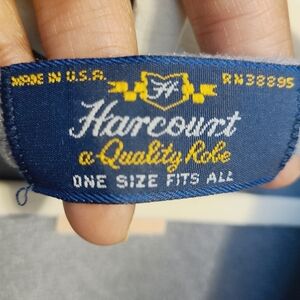 MADE IN U.S.A. RN38895
H
Harcourt
a Quality Robe
ONE SIZE FITS ALL